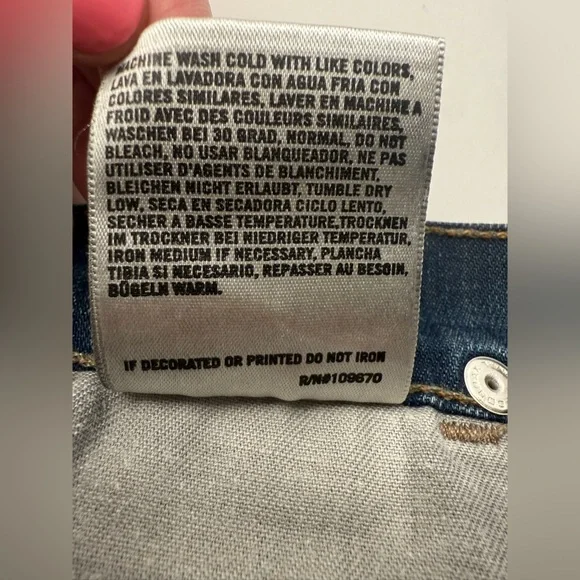 MACHINE WASH COLD WITH LIKE COLORS,
LAVA EN LAVADORA CON AGUA FRIA CON
COLORES SIMILARES, LAVER EN MACHINE A
FROID AVEC DES COULEURS SIMILAIRES,
WASCHEN BEI 30 GRAD, NORMAL, DO NOT
BLEACH, NO USAR BLANQUEADOR, NE PAS
UTILISER D'AGENTS DE BLANCHIMENT,
BLEICHEN NICHT ERLAUBT, TUMBLE DRY
LOW, SECA EN SECADORA CICLO LENTO,
SECHER A BASSE TEMPERATURE,TROCKNEN
IM TROCKNER BEI NIEDRIGER TEMPERATUR,
IRON MEDIUM IF NECESSARY, PLANCHA
TIBIA SI NECESARIO, REPASSER AU BESOIN,
BÜGELN WARM.
IF DECORATED OR PRINTED DO NOT IRON
R/N#109670